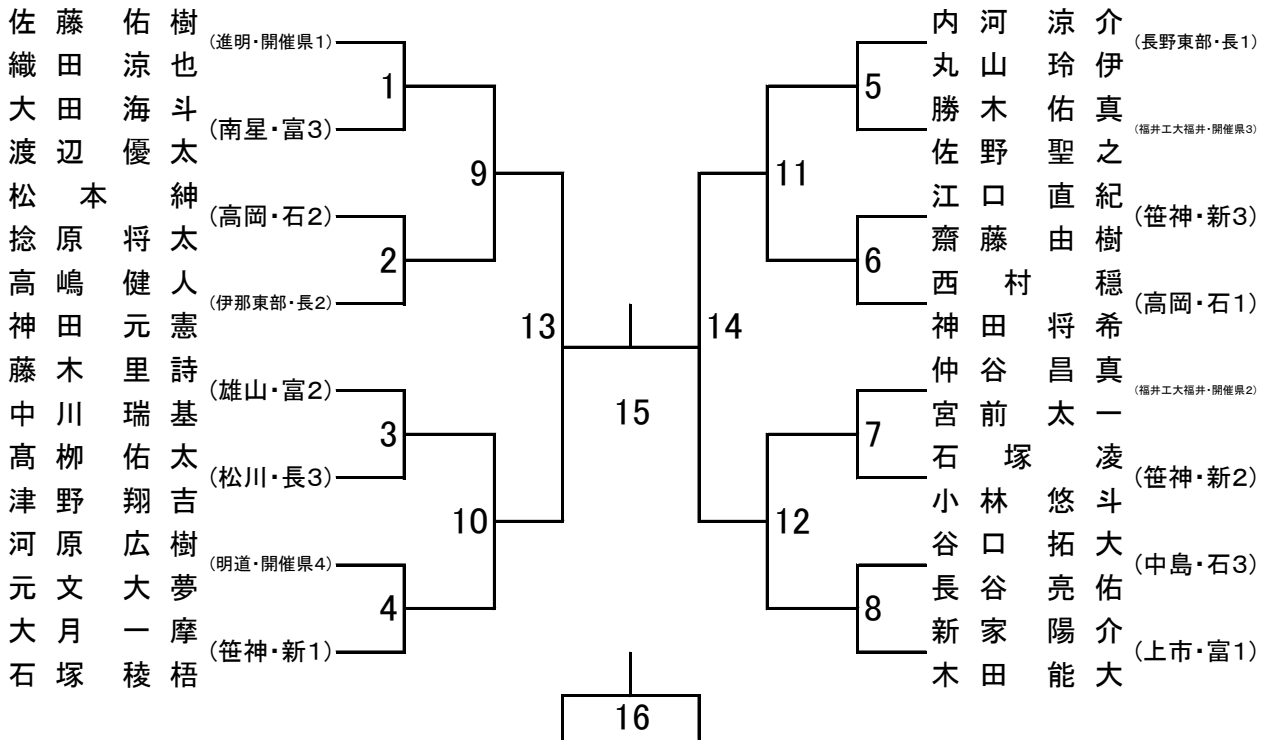 佐藤 佑樹
(進明・開催県1)
織田 涼也
1
大田 海斗
(南星・富3)
渡辺 優太
9
松本 紳
(高岡・石2)
捻原 将太
2
高嶋 健人
(伊那東部・長2)
神田 元憲
13
藤木 里詩
(雄山・富2)
中川 瑞基
3
髙栁 佑太
(松川・長3)
津野 翔吉
10
河原 広樹
(明道・開催県4)
元文 大夢
4
大月 一摩
(笹神・新1)
石塚 稜梧
15
16
内河 涼介
(長野東部・長1)
丸山 玲伊
5
勝木 佑真
(福井工大福井・開催県3)
佐野 聖之
11
江口 直紀
(笹神・新3)
齋藤 由樹
6
西村 穏
(高岡・石1)
神田 将希
14
仲谷 昌真
(福井工大福井・開催県2)
宮前 太一
7
石塚 凌
(笹神・新2)
小林 悠斗
12
谷口 拓大
(中島・石3)
長谷 亮佑
8
新家 陽介
(上市・富1)
木田 能大